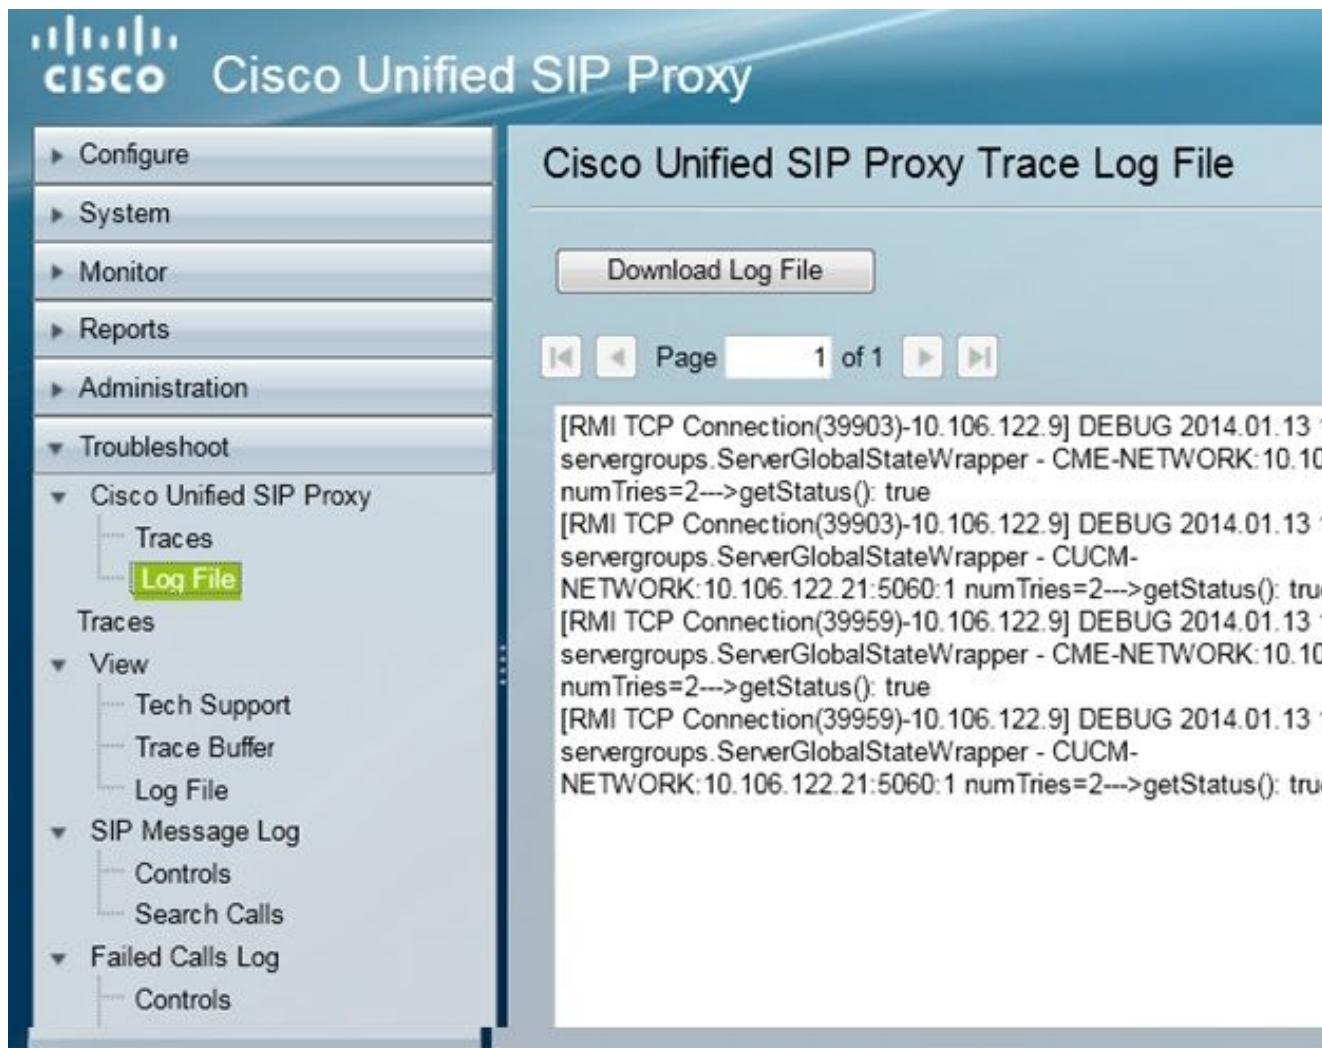 CISCO
Cisco Unified SIP Proxy
Configure
System
Monitor
Reports
Administration
Troubleshoot
Cisco Unified SIP Proxy
Traces
Log File
Traces
View
Tech Support
Trace Buffer
Log File
SIP Message Log
Controls
Search Calls
Failed Calls Log
Controls
Cisco Unified SIP Proxy Trace Log File
Download Log File
Page 1 of 1
[RMI TCP Connection(39903)-10.106.122.9] DEBUG 2014.01.13 1
servergroups.ServerGlobalStateWrapper - CME-NETWORK:10.10
numTries=2--->getStatus(): true
[RMI TCP Connection(39903)-10.106.122.9] DEBUG 2014.01.13 1
servergroups.ServerGlobalStateWrapper - CUCM-
NETWORK:10.106.122.21:5060:1 numTries=2--->getStatus(): true
[RMI TCP Connection(39959)-10.106.122.9] DEBUG 2014.01.13 1
servergroups.ServerGlobalStateWrapper - CME-NETWORK:10.10
numTries=2--->getStatus(): true
[RMI TCP Connection(39959)-10.106.122.9] DEBUG 2014.01.13 1
servergroups.ServerGlobalStateWrapper - CUCM-
NETWORK:10.106.122.21:5060:1 numTries=2--->getStatus(): true